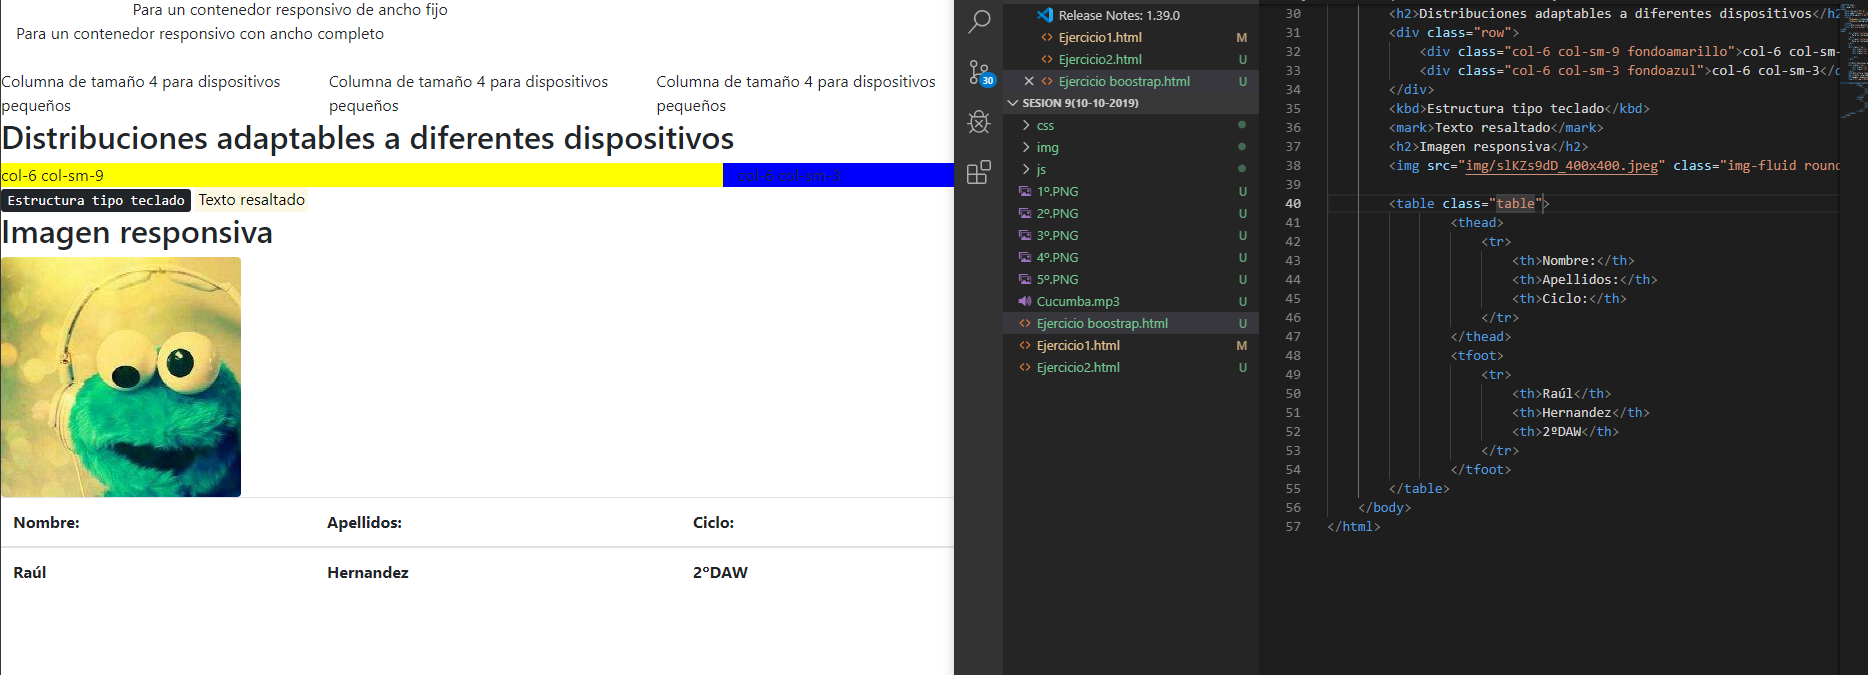 Para un contenedor responsivo de ancho fijo
Para un contenedor responsivo con ancho completo
Columna de tamaño 4 para dispositivos
pequeños
Columna de tamaño 4 para dispositivos
pequeños
Columna de tamaño 4 para dispositivos
pequeños
Distribuciones adaptables a diferentes dispositivos
col-6 col-sm-9
col-6 col-sm-3
Estructura tipo teclado Texto resaltado
Imagen responsiva
Nombre: Apellidos: Ciclo:
Raúl Hernandez 2ºDAW
30
Release Notes: 1.39.0
Ejercicio1.html M
Ejercicio2.html U
Ejercicio boostrap.html U
SESION 9(10-10-2019)
css
img
js
1º.PNG U
2º.PNG U
3º.PNG U
4º.PNG U
5º.PNG U
Cucumba.mp3 U
Ejercicio boostrap.html U
Ejercicio1.html M
Ejercicio2.html U
30 <h2>Distribuciones adaptables a diferentes dispositivos</h2
31 <div class="row">
32 <div class="col-6 col-sm-9 fondoamarillo">col-6 col-sm-
33 <div class="col-6 col-sm-3 fondoazul">col-6 col-sm-3</d
34 </div>
35 <kbd>Estructura tipo teclado</kbd>
36 <mark>Texto resaltado</mark>
37 <h2>Imagen responsiva</h2>
38 <img src="img/slKZs9dD_400x400.jpeg" class="img-fluid round
39
40 <table class="table">
41 <thead>
42 <tr>
43 <th>Nombre:</th>
44 <th>Apellidos:</th>
45 <th>Ciclo:</th>
46 </tr>
47 </thead>
48 <tfoot>
49 <tr>
50 <th>Raúl</th>
51 <th>Hernandez</th>
52 <th>2ºDAW</th>
53 </tr>
54 </tfoot>
55 </table>
56 </body>
57 </html>